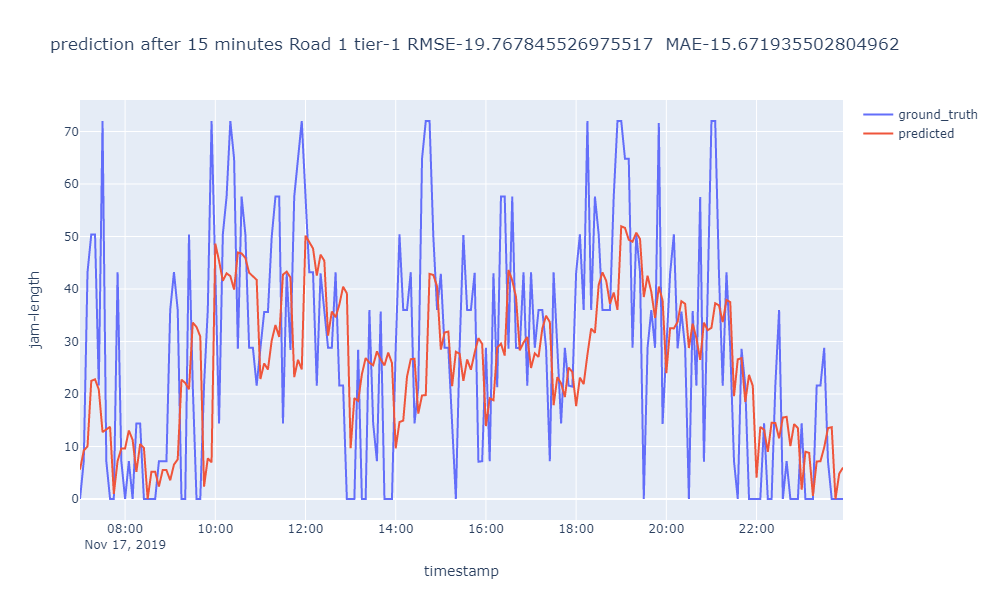 prediction after 15 minutes Road 1 tier-1 RMSE-19.767845526975517  MAE-15.671935502804962
ground_truth
predicted
70
60
50
40
30
20
10
0
jam-length
08:00 10:00 12:00 14:00 16:00 18:00 20:00 22:00
Nov 17, 2019
timestamp